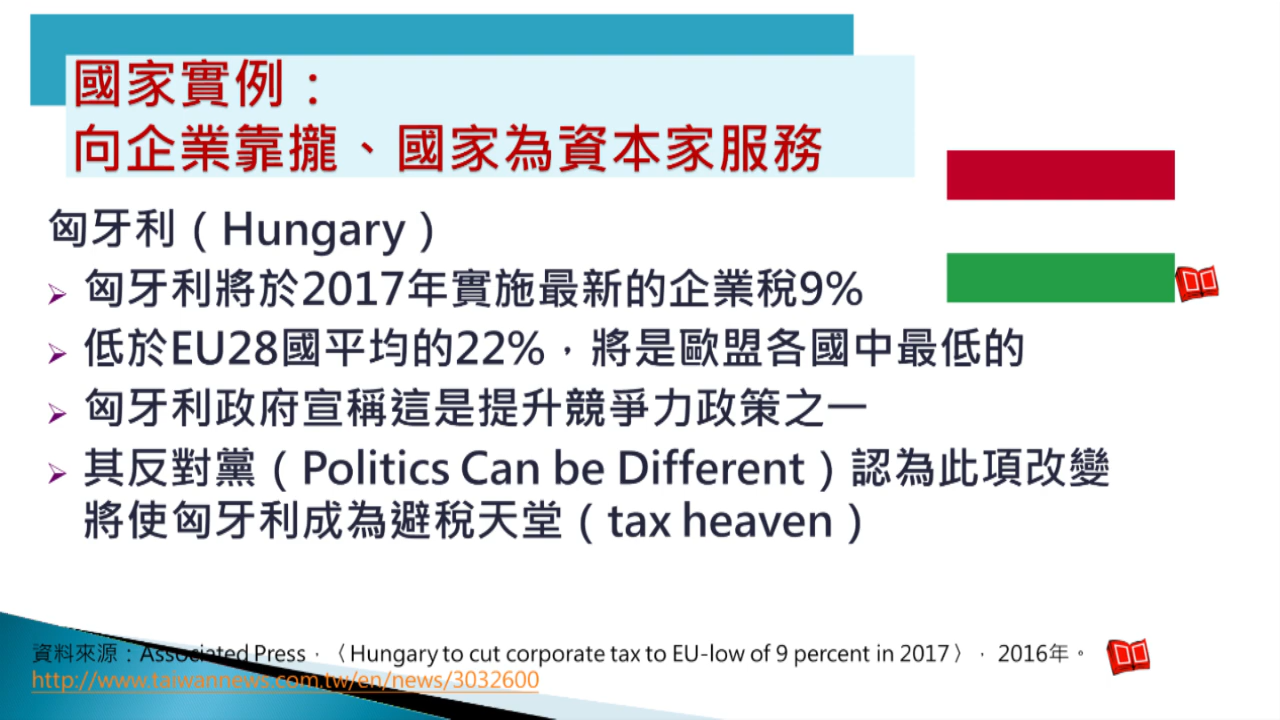 國家實例：
向企業靠攏、國家為資本家服務
匈牙利（Hungary）
匈牙利將於2017年實施最新的企業稅9%
低於EU28國平均的22%，將是歐盟各國中最低的
匈牙利政府宣稱這是提升競爭力政策之一
其反對黨（Politics Can be Different）認為此項改變
將使匈牙利成為避稅天堂（tax heaven）
資料來源：Associated Press，〈Hungary to cut corporate tax to EU-low of 9 percent in 2017〉，2016年。
http://www.taiwannews.com.tw/en/news/3032600